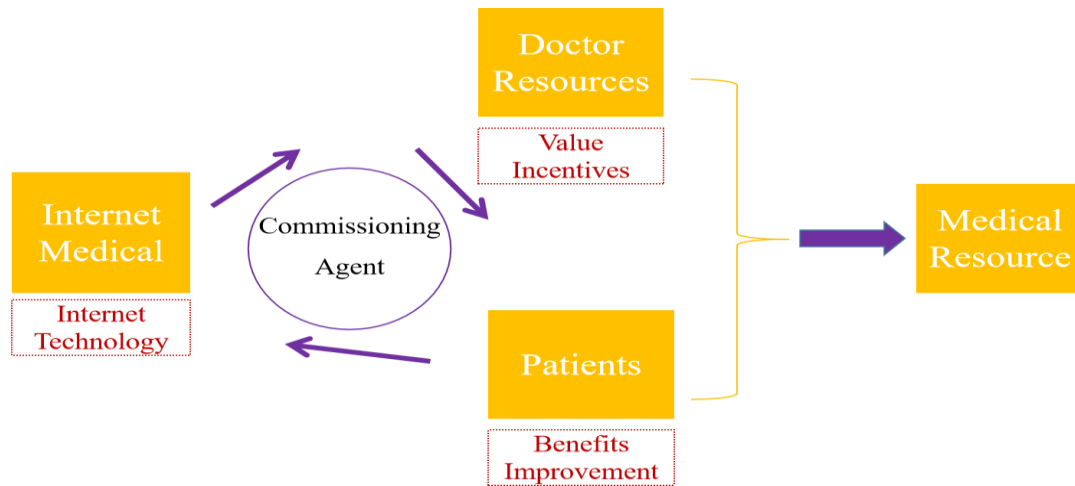 Doctor
Resources
Value
Incentives
Internet
Medical
Internet
Technology
Commissioning
Agent
Patients
Benefits
Improvement
Medical
Resource